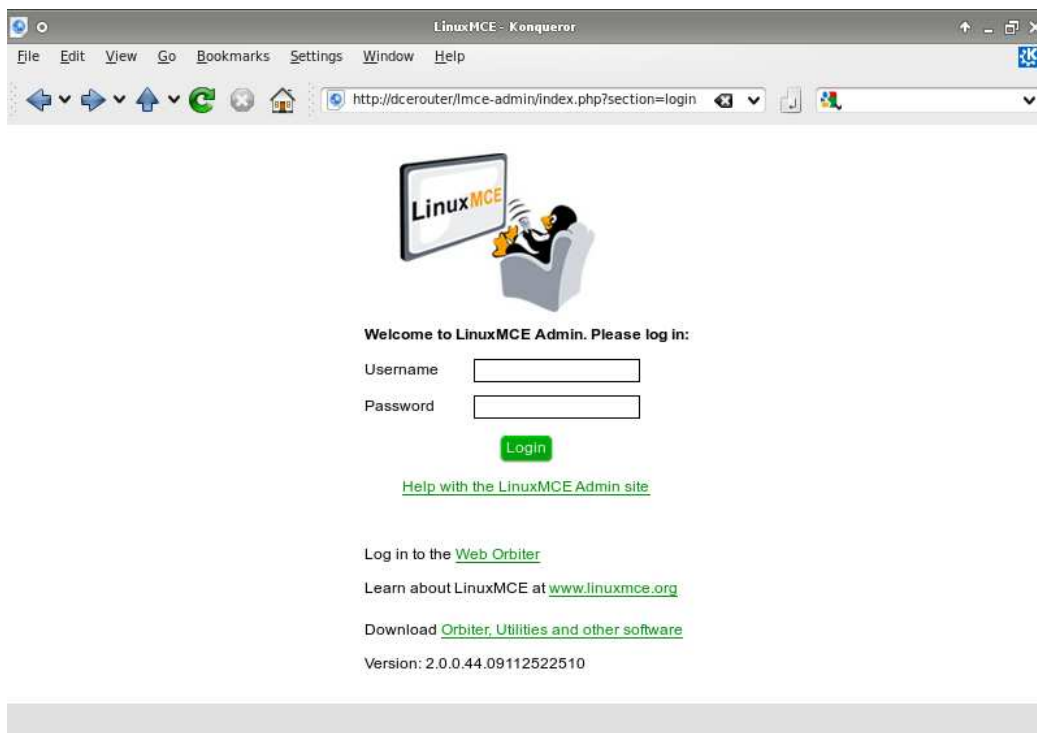 LinuxMCE - Konqueror
File Edit View Go Bookmarks Settings Window Help
http://dcerouter/lmce-admin/index.php?section=login
LinuxMCE
Welcome to LinuxMCE Admin. Please log in:
Username
Password
Login
Help with the LinuxMCE Admin site
Log in to the Web Orbiter
Learn about LinuxMCE at www.linuxmce.org
Download Orbiter, Utilities and other software
Version: 2.0.0.44.09112522510